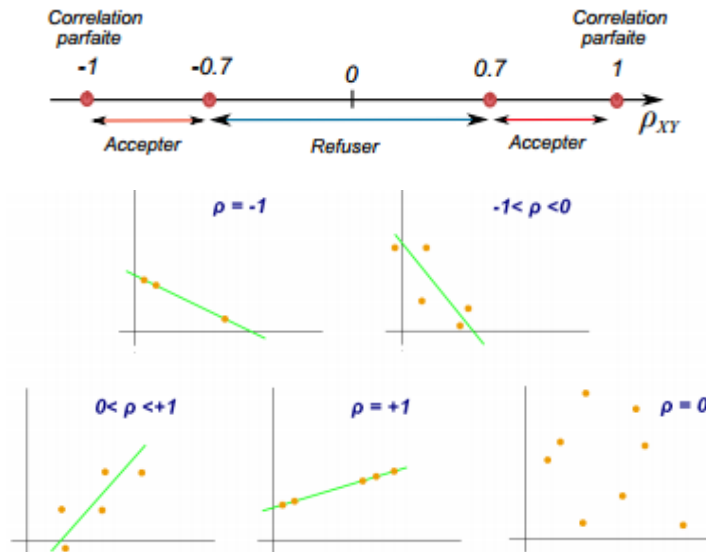 Correlation parfaite
Correlation parfaite
-1
-0.7
0
0.7
1
ρXY
Accepter
Refuser
Accepter
ρ = -1
-1< ρ <0
0< ρ <+1
ρ = +1
ρ = 0